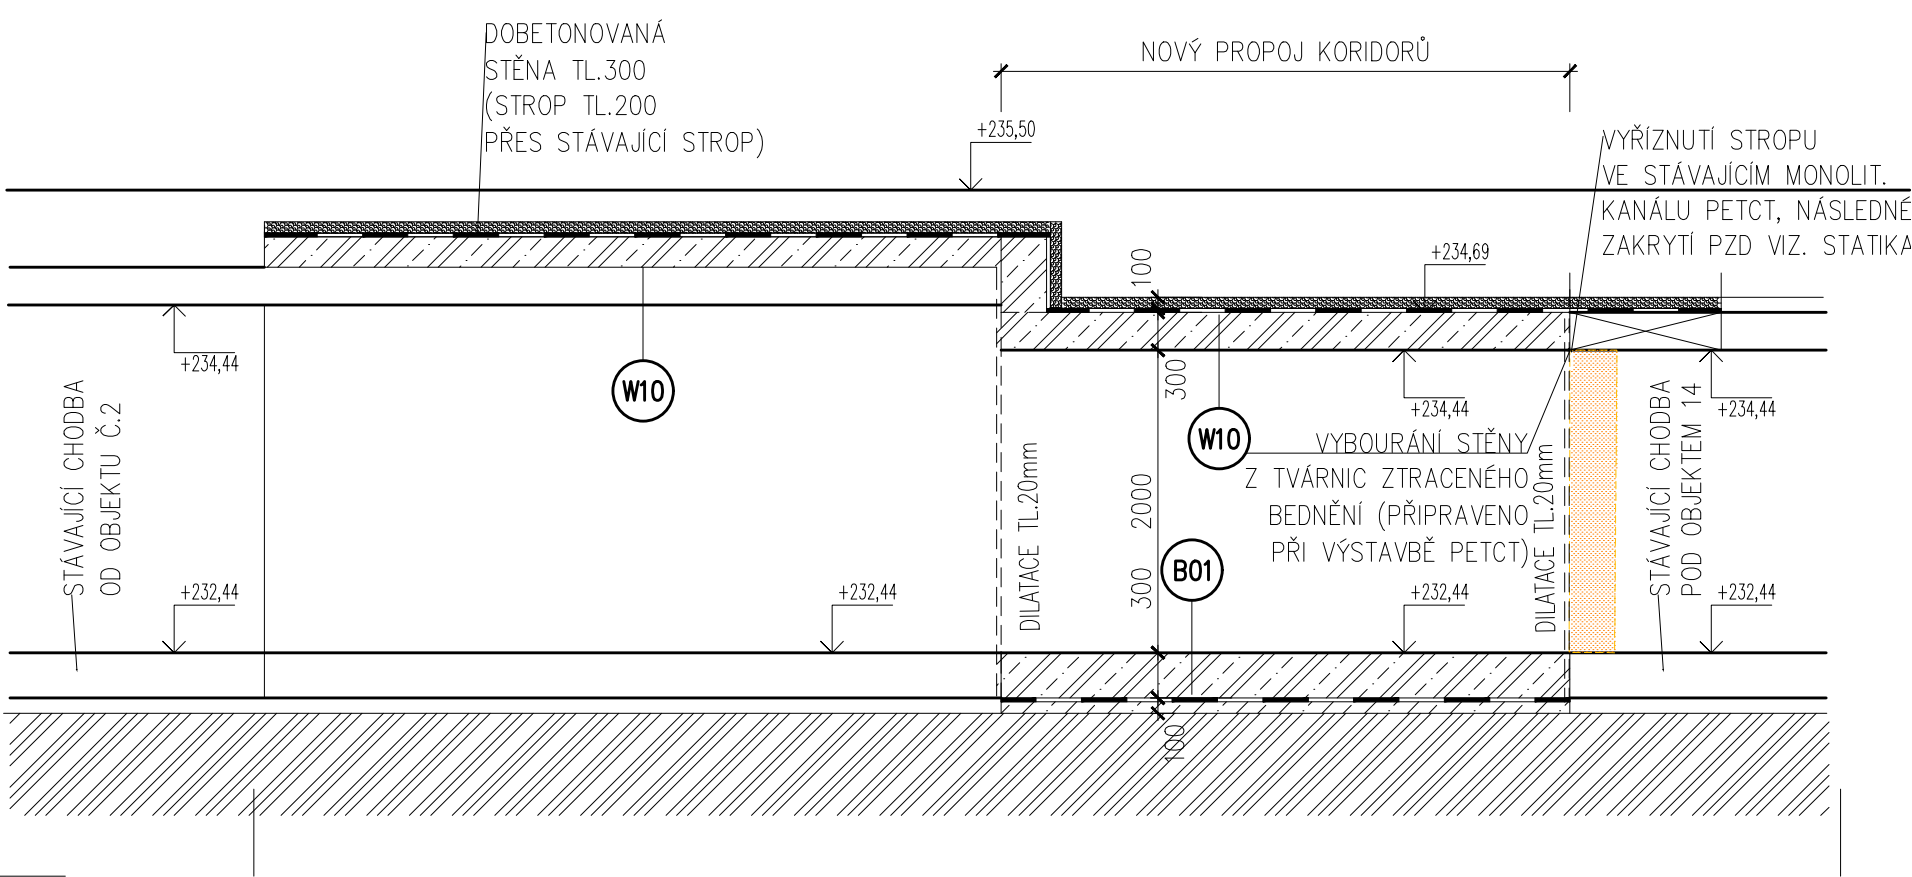 DOBETONOVANÁ
STĚNA TL.300
(STROP TL.200
PŘES STÁVAJÍCÍ STROP)
NOVÝ PROPOJ KORIDORŮ
+235,50
VYŘÍZNUTÍ STROPU
VE STÁVAJÍCÍM MONOLIT.
KANÁLU PETCT, NÁSLEDNÉ
ZAKRYTÍ PZD VIZ. STATIKA
+234,69
100
+234,44
W10
300
+234,44
+234,44
STÁVAJÍCÍ CHODBA
OD OBJEKTU Č.2
W10
VYBOURÁNÍ STĚNY
Z TVÁRNIC ZTRACENÉHO
BEDNĚNÍ (PŘIPRAVENO
PŘI VÝSTAVBĚ PETCT)
DILATACE TL.20mm
2000
DILATACE TL.20mm
STÁVAJÍCÍ CHODBA
POD OBJEKTEM 14
B01
300
+232,44
+232,44
+232,44
+232,44
100